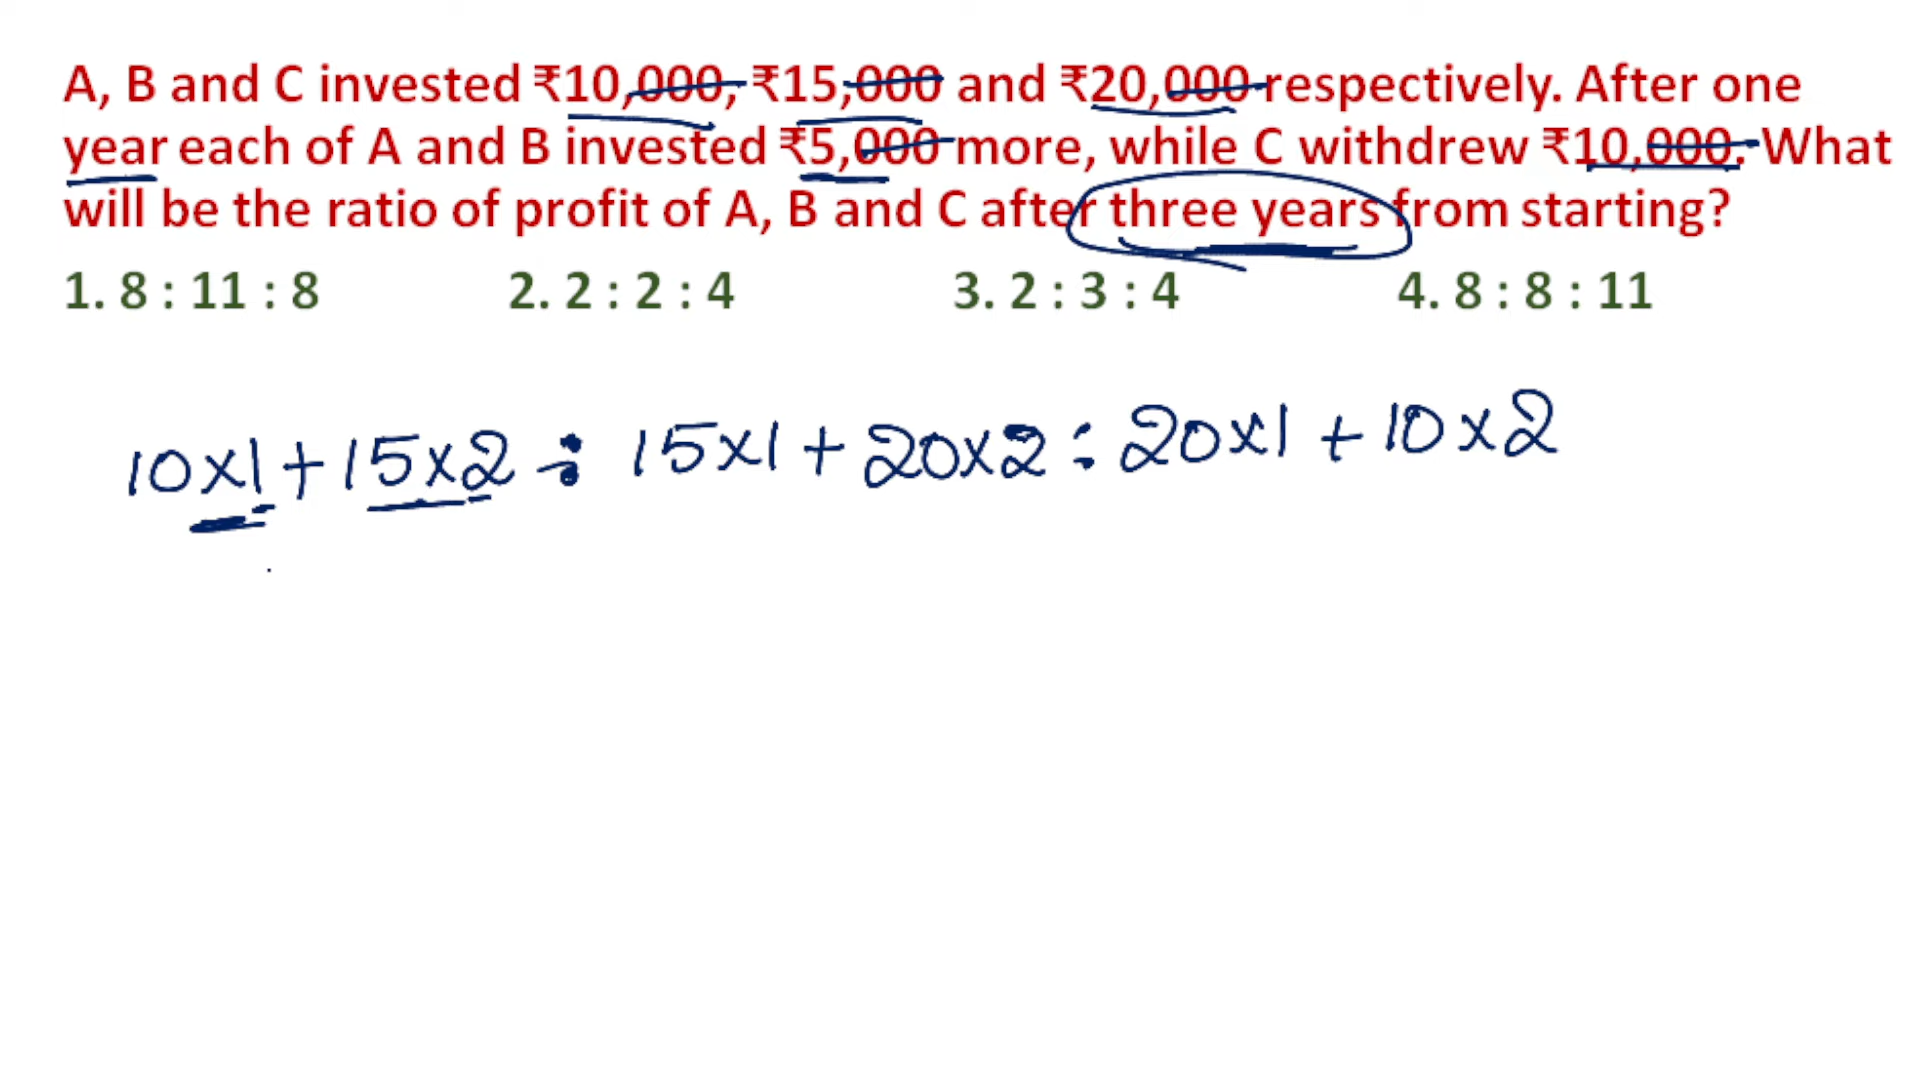 A, B and C invested ₹10,000, ₹15,000 and ₹20,000 respectively. After one
year each of A and B invested ₹5,000 more, while C withdrew ₹10,000. What
will be the ratio of profit of A, B and C after three years from starting?
1. 8 : 11 : 8 2. 2 : 2 : 4 3. 2 : 3 : 4 4. 8 : 8 : 11
10x1+15x2 : 15x1+20x2 : 20x1+10x2